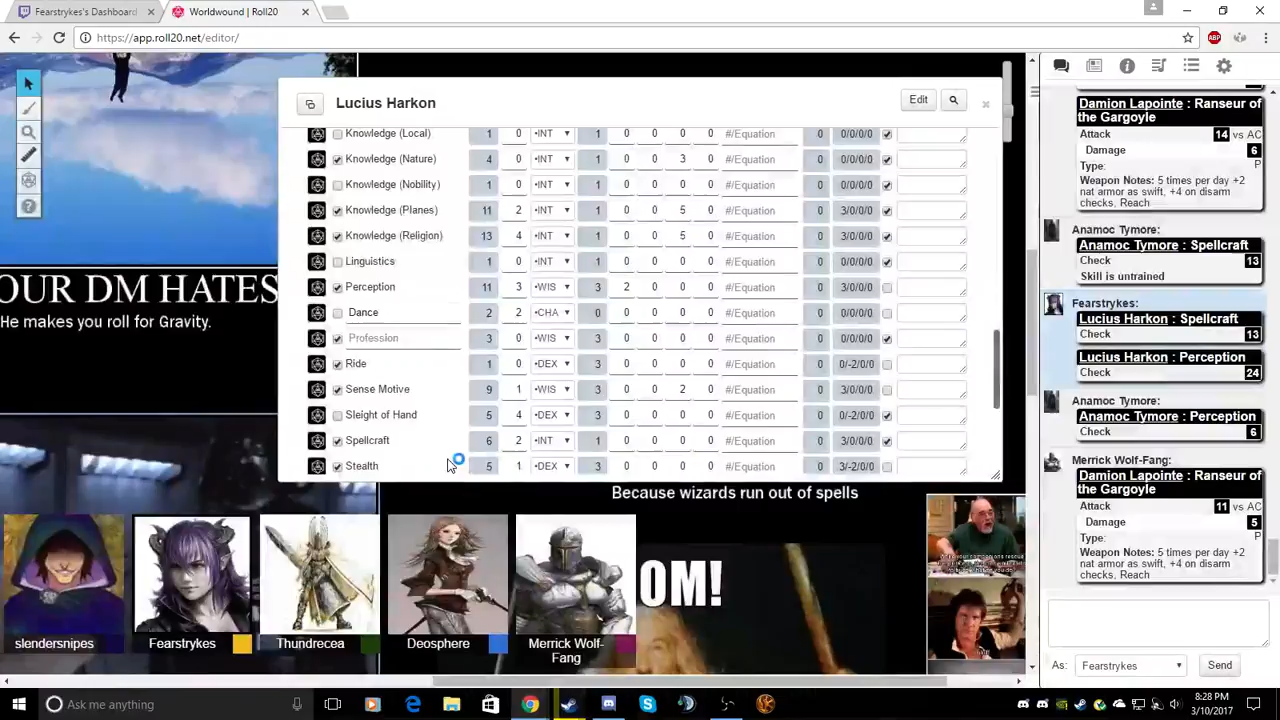 Fearstrykes's Dashboard
Worldwound | Roll20
https://app.roll20.net/editor/
ABP
Lucius Harkon
Edit
Knowledge (Local) 1 0 •INT 1 0 0 0 0 #/Equation 0 0/0/0/0
Knowledge (Nature) 4 0 •INT 1 0 0 3 0 #/Equation 0 0/0/0/0
Knowledge (Nobility) 1 0 •INT 1 0 0 0 0 #/Equation 0 0/0/0/0
Knowledge (Planes) 11 2 •INT 1 0 0 5 0 #/Equation 0 3/0/0/0
Knowledge (Religion) 13 4 •INT 1 0 0 5 0 #/Equation 0 3/0/0/0
Linguistics 1 0 •INT 1 0 0 0 0 #/Equation 0 0/0/0/0
Perception 11 3 •WIS 3 2 0 0 0 #/Equation 0 3/0/0/0
Dance 2 2 •CHA 0 0 0 0 0 #/Equation 0 0/0/0/0
Profession 3 0 •WIS 3 0 0 0 0 #/Equation 0 0/0/0/0
Ride 1 0 •DEX 3 0 0 0 0 #/Equation 0 0/-2/0/0
Sense Motive 9 1 •WIS 3 0 0 2 0 #/Equation 0 3/0/0/0
Sleight of Hand 5 4 •DEX 3 0 0 0 0 #/Equation 0 0/-2/0/0
Spellcraft 6 2 •INT 1 0 0 0 0 #/Equation 0 3/0/0/0
Stealth 5 1 •DEX 3 0 0 0 0 #/Equation 0 3/-2/0/0
OUR DM HATES
He makes you roll for Gravity.
Because wizards run out of spells
OM!
slendersnipes
Fearstrykes
Thundrecea
Deosphere
Merrick Wolf-
Fang
Damion Lapointe : Ranseur of
the Gargoyle
Attack 14 vs AC
Damage 6
Type: P
Weapon Notes: 5 times per day +2
nat armor as swift, +4 on disarm
checks, Reach
Anamoc Tymore:
Anamoc Tymore : Spellcraft
Check 13
Skill is untrained
Fearstrykes:
Lucius Harkon : Spellcraft
Check 13
Lucius Harkon : Perception
Check 24
Anamoc Tymore:
Anamoc Tymore : Perception
Check 6
Merrick Wolf-Fang:
Damion Lapointe : Ranseur of
the Gargoyle
Attack 11 vs AC
Damage 5
Type: P
Weapon Notes: 5 times per day +2
nat armor as swift, +4 on disarm
checks, Reach
As: Fearstrykes
Send
Ask me anything
8:28 PM
3/10/2017